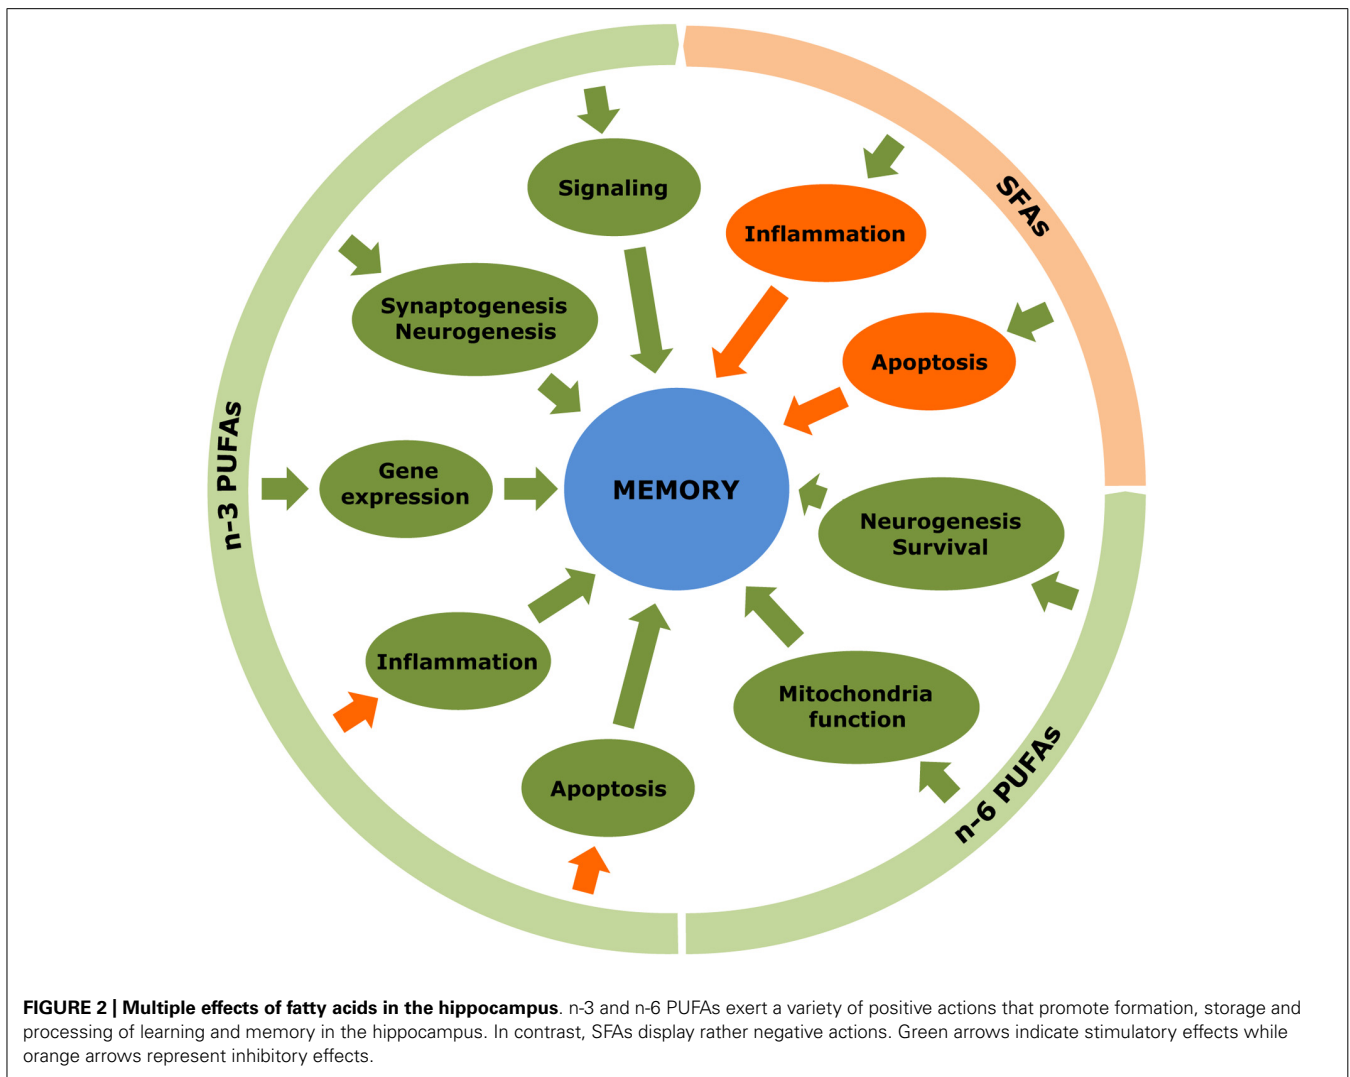 SFAs
Signaling
Inflammation
Synaptogenesis
Neurogenesis
Apoptosis
n-3 PUFAs
Gene
expression
MEMORY
Neurogenesis
Survival
Inflammation
Mitochondria
function
Apoptosis
n-6 PUFAs
FIGURE 2 | Multiple effects of fatty acids in the hippocampus. n-3 and n-6 PUFAs exert a variety of positive actions that promote formation, storage and
processing of learning and memory in the hippocampus. In contrast, SFAs display rather negative actions. Green arrows indicate stimulatory effects while
orange arrows represent inhibitory effects.